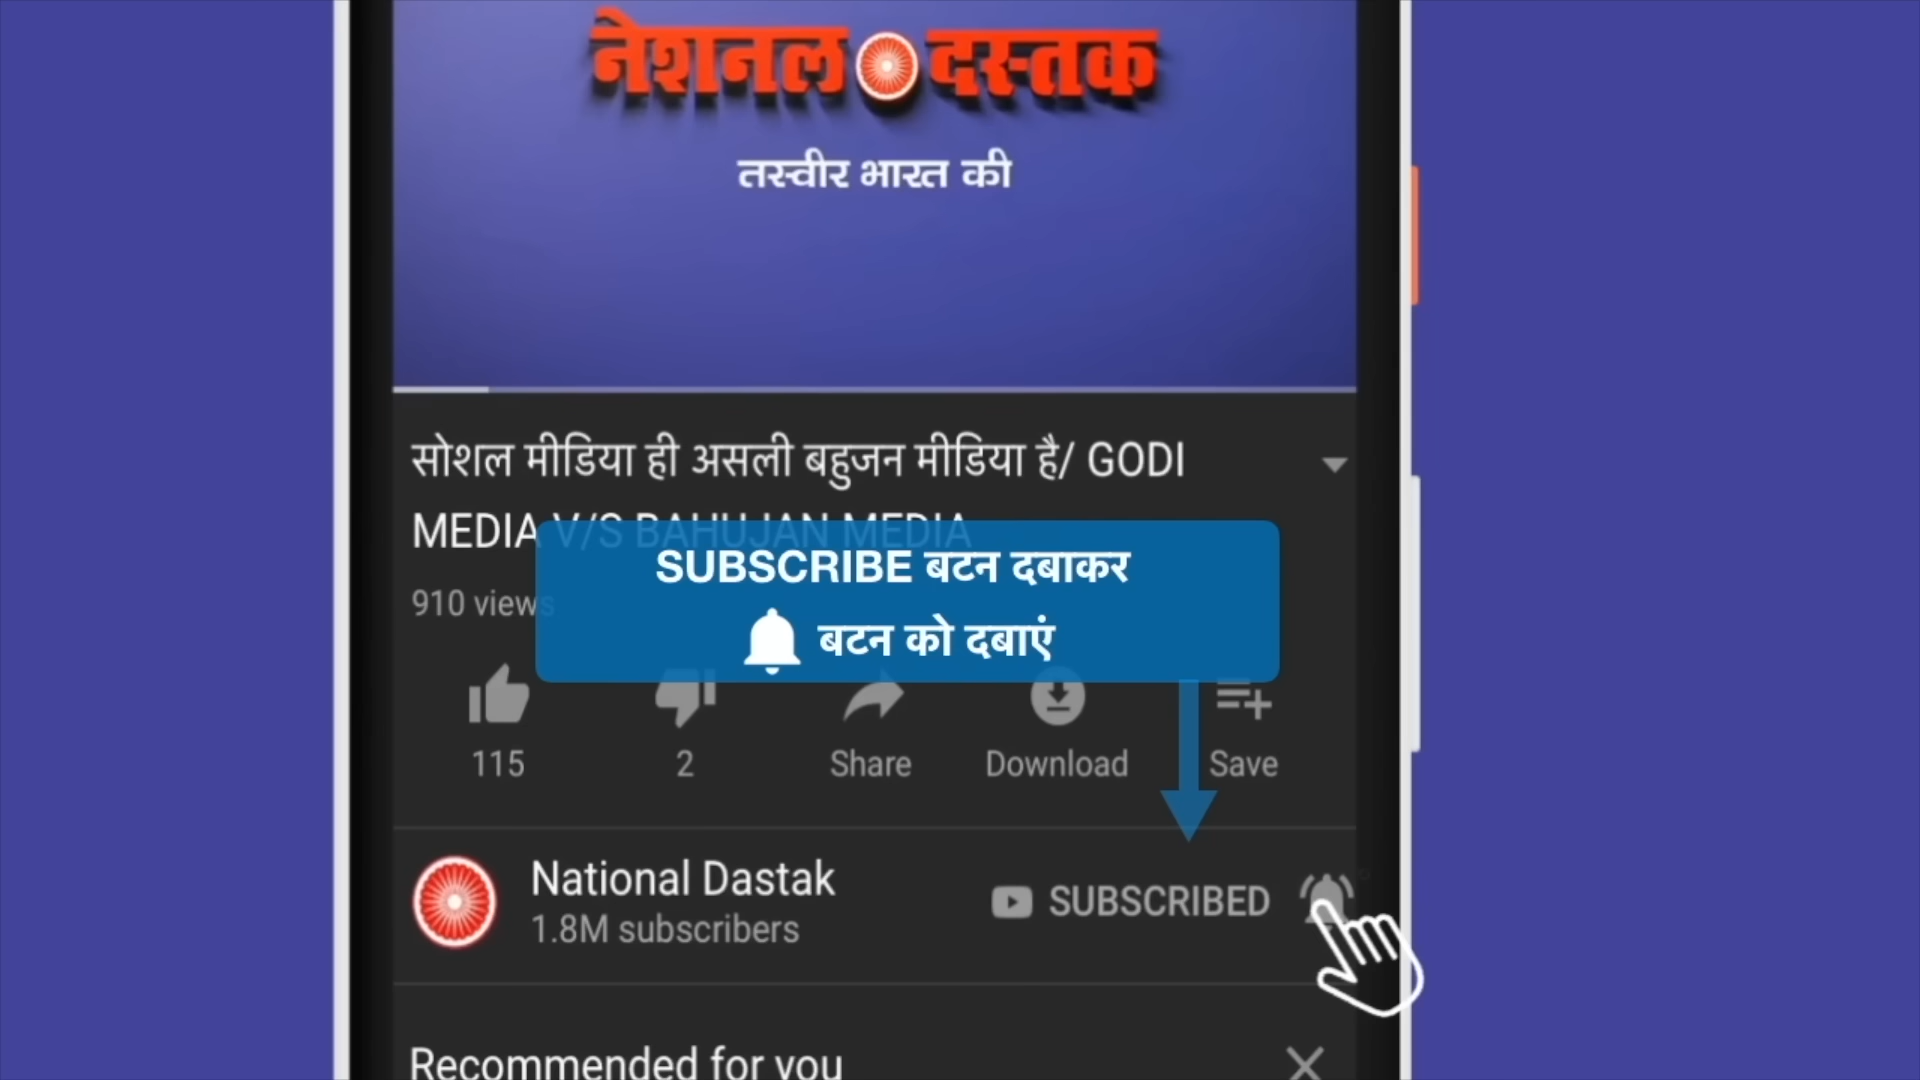 नेशनल दस्तक
तस्वीर भारत की
सोशल मीडिया ही असली बहुजन मीडिया है/ GODI
MEDIA V/S BAHUJAN MEDIA
SUBSCRIBE बटन दबाकर
बटन को दबाएं
910 views
115
2
Share
Download
Save
National Dastak
1.8M subscribers
SUBSCRIBED
Recommended for you